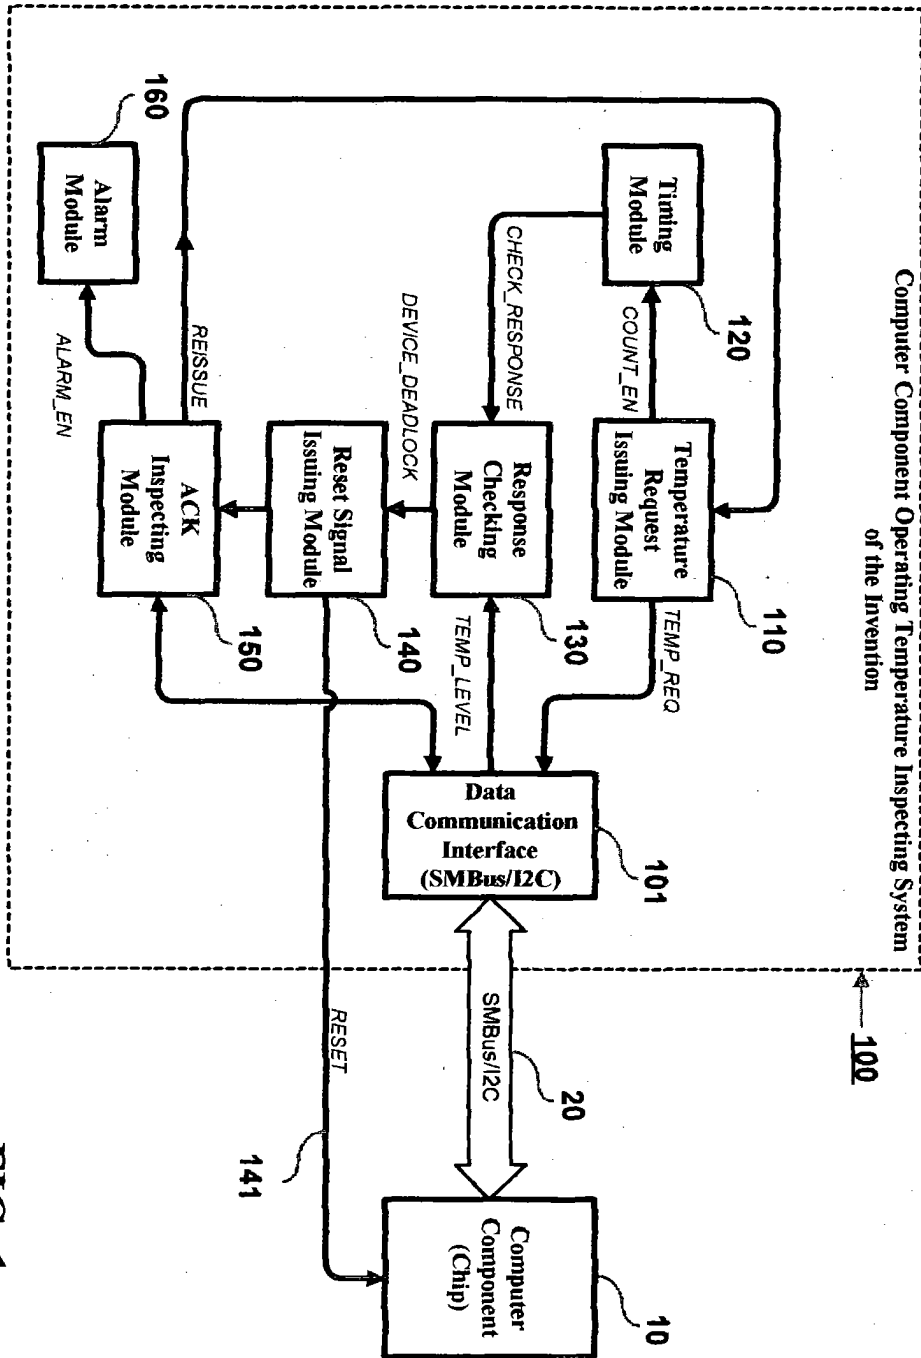 Computer Component Operating Temperature Inspecting System
of the Invention
100
Temperature
Request
Issuing Module
110
TEMP_REQ
COUNT_EN
Timing
Module
120
CHECK_RESPONSE
Response
Checking
Module
130
TEMP_LEVEL
DEVICE_DEADLOCK
Reset Signal
Issuing Module
140
ACK
Inspecting
Module
150
REISSUE
ALARM_EN
Alarm
Module
160
Data
Communication
Interface
(SMBus/I2C)
101
SMBus/I2C
20
RESET
141
Computer
Component
(Chip)
10